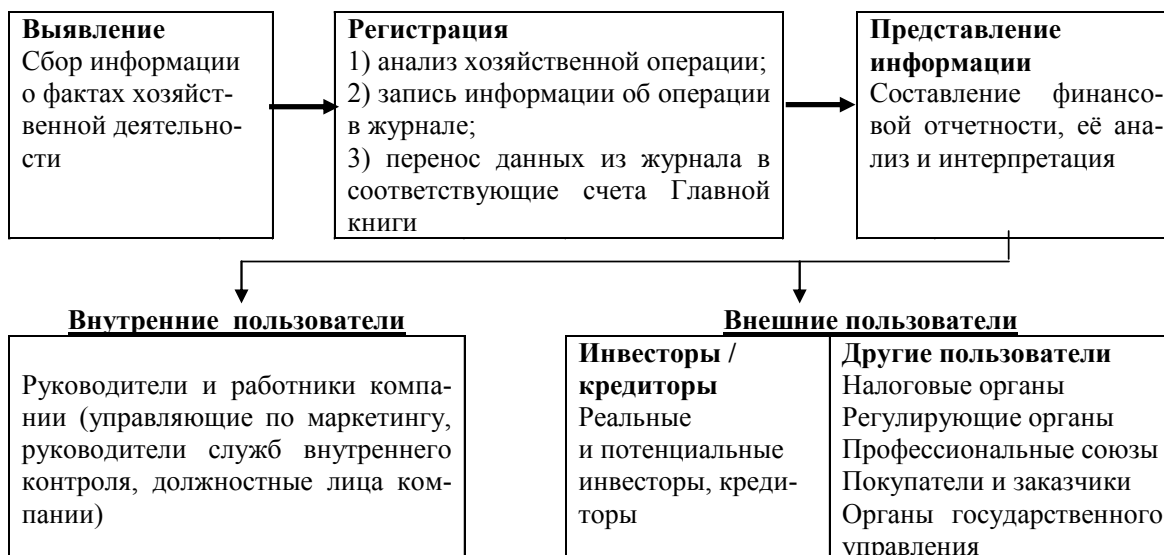 Выявление
Сбор информации
о фактах хозяйст-
венной деятельно-
сти
Регистрация
1) анализ хозяйственной операции;
2) запись информации об операции
в журнале;
3) перенос данных из журнала в
соответствующие счета Главной
книги
Представление
информации
Составление финансо-
вой отчетности, её ана-
лиз и интерпретация
Внутренние пользователи
Руководители и работники компа-
нии (управляющие по маркетингу,
руководители служб внутреннего
контроля, должностные лица ком-
пании)
Внешние пользователи
Инвесторы /
кредиторы
Реальные
и потенциальные
инвесторы, креди-
торы
Другие пользователи
Налоговые органы
Регулирующие органы
Профессиональные союзы
Покупатели и заказчики
Органы государственного
управления